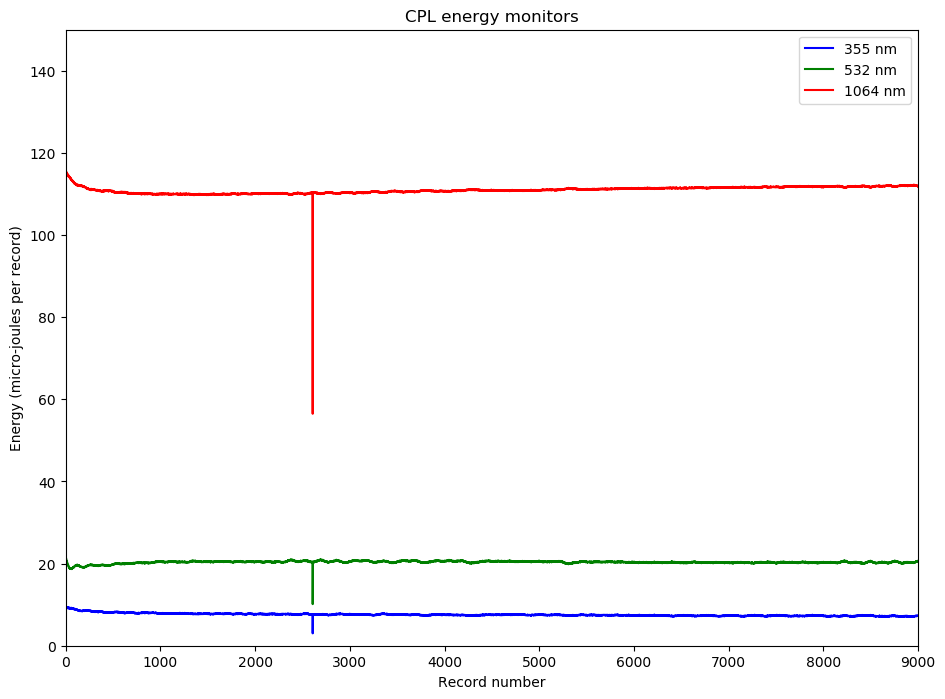 CPL energy monitors
355 nm
532 nm
1064 nm
Energy (micro-joules per record)
140
120
100
80
60
40
20
0
0 1000 2000 3000 4000 5000 6000 7000 8000 9000
Record number